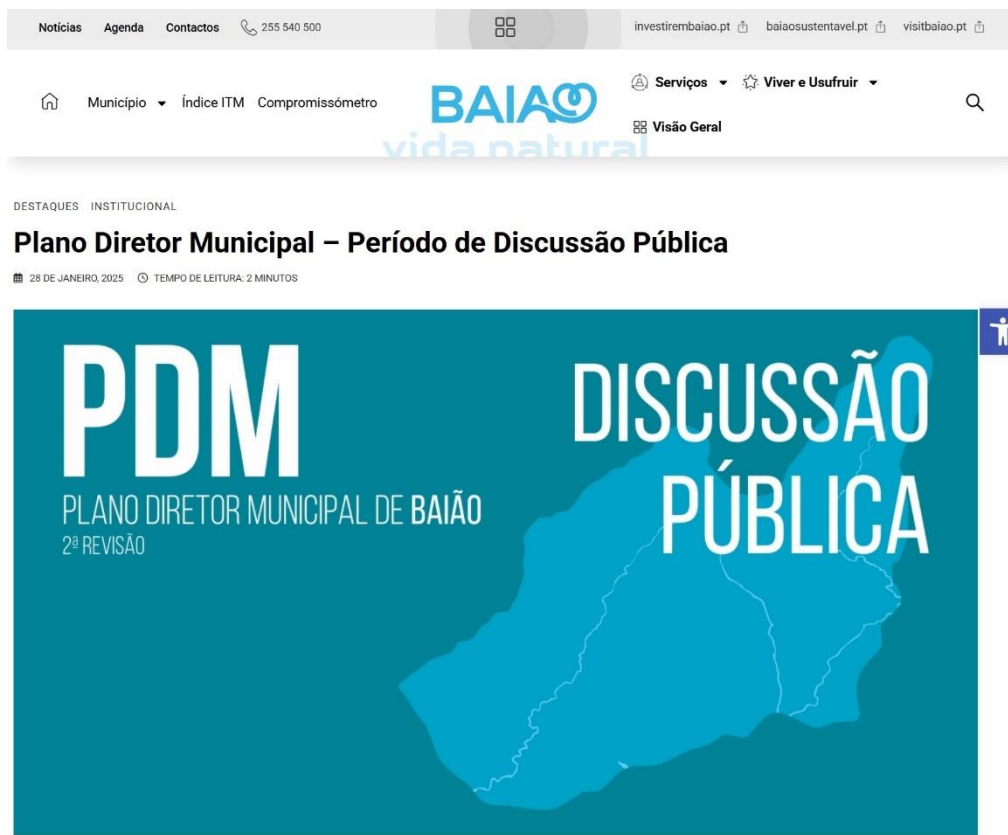 Notícias Agenda Contactos 255 540 500 investirembaiao.pt baiaosustentavel.pt visitbaiao.pt
Município Índice ITM Compromissómetro
BAIAO
vida natural
Serviços Viver e Usufruir
Visão Geral
DESTAQUES INSTITUCIONAL
Plano Diretor Municipal – Período de Discussão Pública
28 DE JANEIRO, 2025 TEMPO DE LEITURA: 2 MINUTOS
PDM
PLANO DIRETOR MUNICIPAL DE BAIÃO
2ª REVISÃO
DISCUSSÃO
PÚBLICA